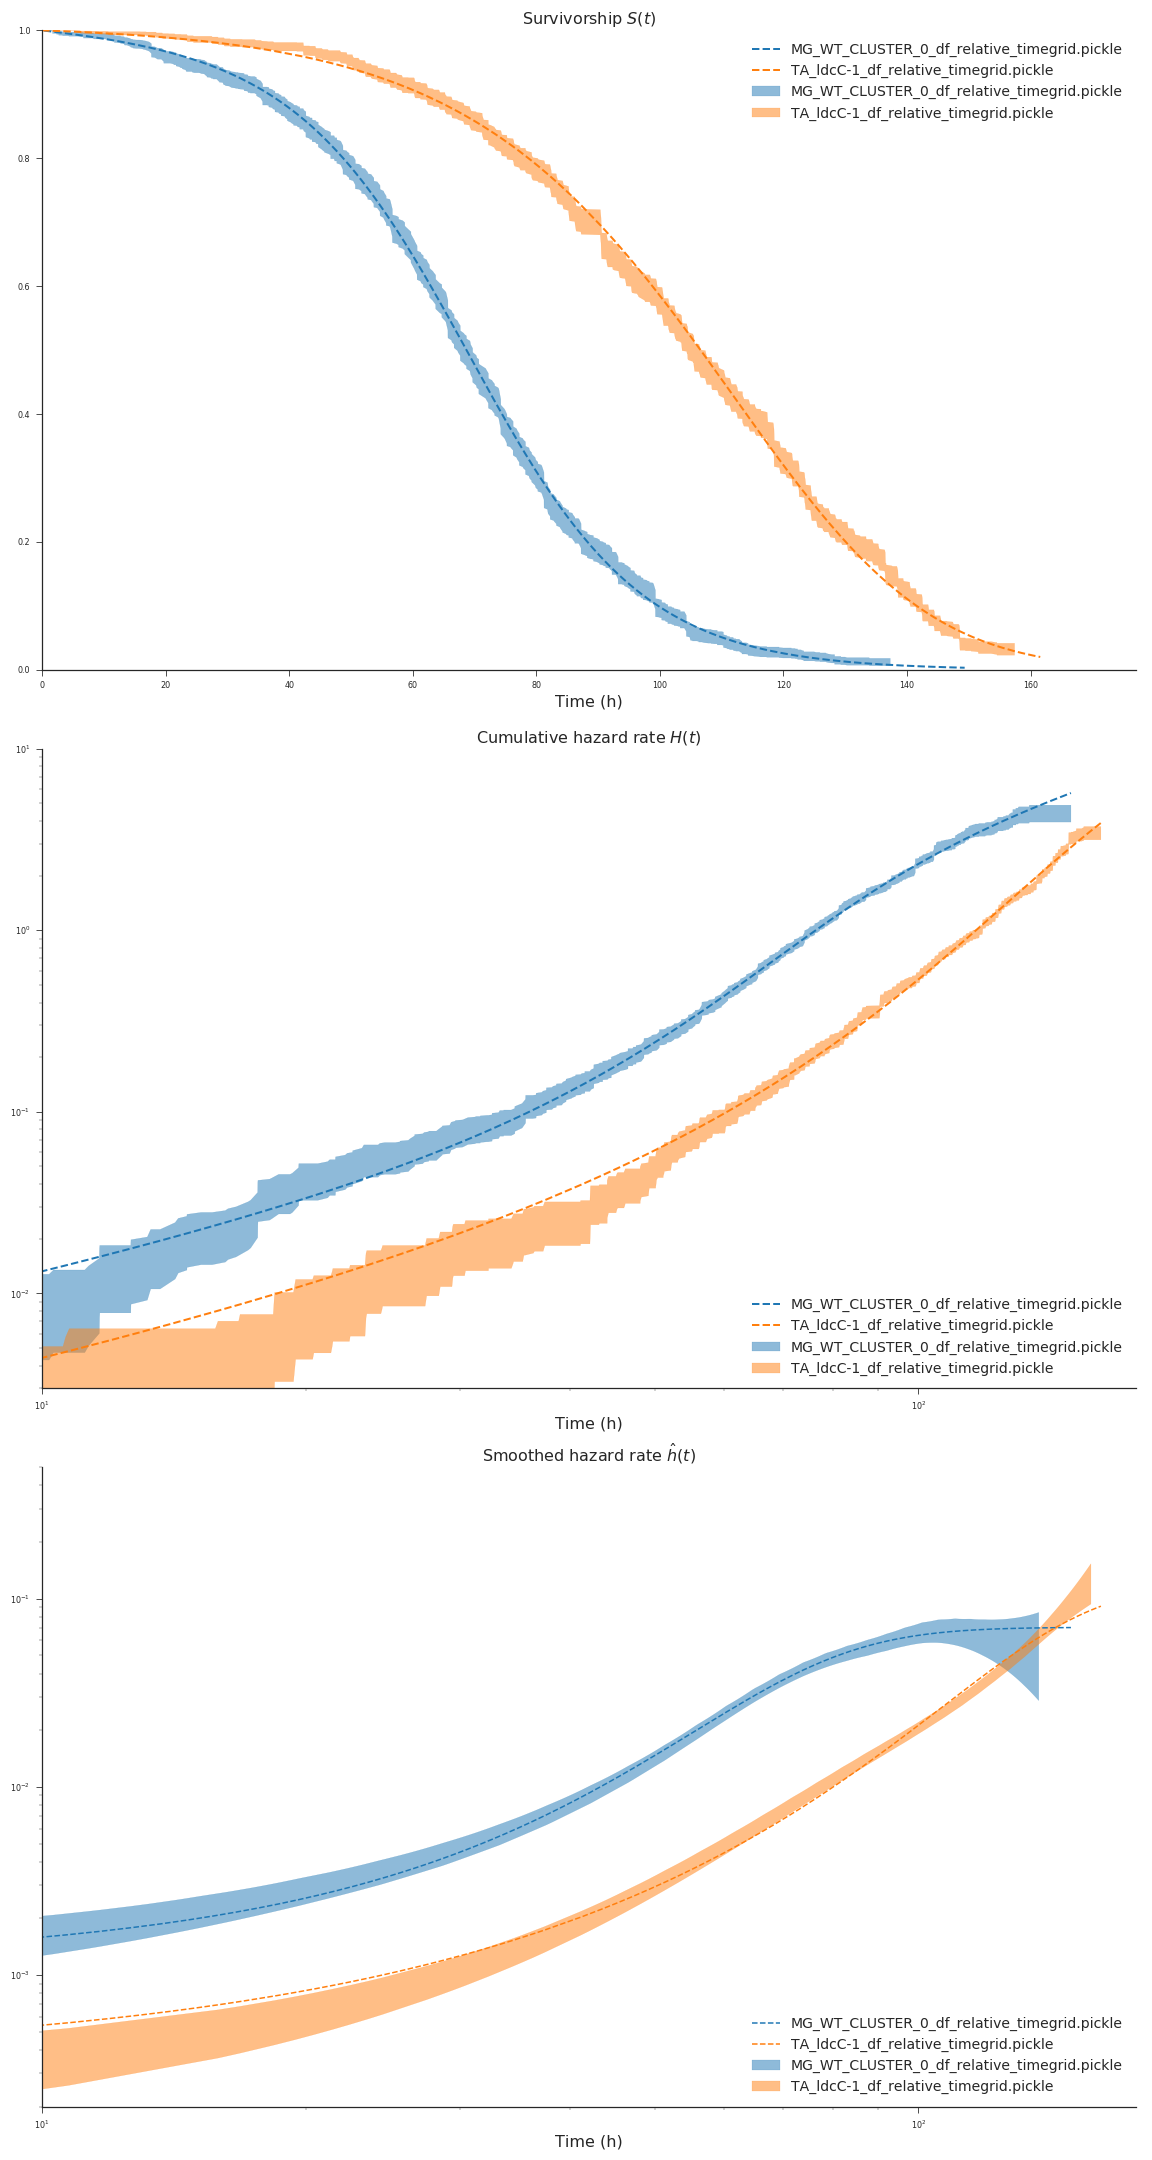 Survivorship S(t)
1.0
0.8
0.6
0.4
0.2
0.0
MG_WT_CLUSTER_0_df_relative_timegrid.pickle
TA_ldcC-1_df_relative_timegrid.pickle
MG_WT_CLUSTER_0_df_relative_timegrid.pickle
TA_ldcC-1_df_relative_timegrid.pickle
0 20 40 60 80 100 120 140 160
Time (h)
Cumulative hazard rate H(t)
10¹
10⁰
10⁻¹
10⁻²
MG_WT_CLUSTER_0_df_relative_timegrid.pickle
TA_ldcC-1_df_relative_timegrid.pickle
MG_WT_CLUSTER_0_df_relative_timegrid.pickle
TA_ldcC-1_df_relative_timegrid.pickle
10¹ 10²
Time (h)
Smoothed hazard rate ĥ(t)
10⁻¹
10⁻²
10⁻³
MG_WT_CLUSTER_0_df_relative_timegrid.pickle
TA_ldcC-1_df_relative_timegrid.pickle
MG_WT_CLUSTER_0_df_relative_timegrid.pickle
TA_ldcC-1_df_relative_timegrid.pickle
10¹ 10²
Time (h)